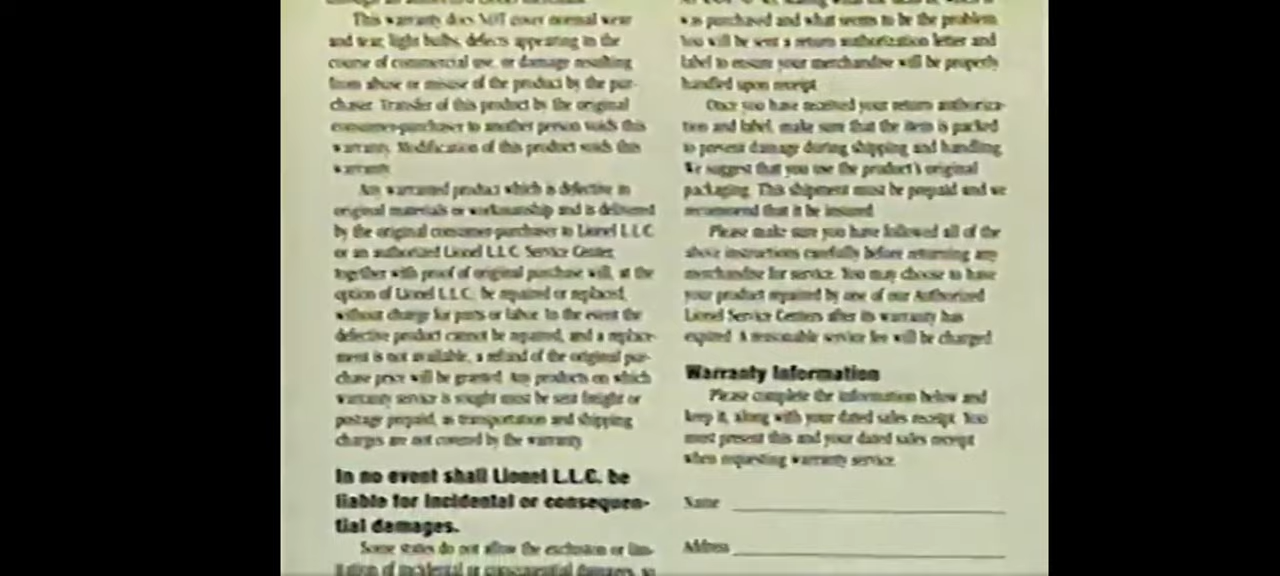 This warranty does NOT cover normal wear
and tear, light bulbs, defects appearing in the
course of commercial use, or damage resulting
from abuse or misuse of the product by the pur-
chaser. Transfer of this product by the original
consumer-purchaser to another person voids this
warranty. Modification of this product voids this
warranty.
Any warranted product which is defective in
original materials or workmanship and is delivered
by the original consumer-purchaser to Lionel L.L.C.
or an authorized Lionel L.L.C. Service Center,
together with proof of original purchase will, at the
option of Lionel L.L.C., be repaired or replaced,
without charge for parts or labor. In the event the
defective product cannot be repaired, and a replace-
ment is not available, a refund of the original pur-
chase price will be granted. Any products on which
warranty service is sought must be sent freight or
postage prepaid, as transportation and shipping
charges are not covered by the warranty.
In no event shall Lionel L.L.C. be
liable for incidental or consequen-
tial damages.
Some states do not allow the exclusion or lim-
itation of incidental or consequential damages, so
was purchased and what seems to be the problem.
You will be sent a return authorization letter and
label to ensure your merchandise will be properly
handled upon receipt.
Once you have received your return authoriza-
tion and label, make sure that the item is packed
to prevent damage during shipping and handling.
We suggest that you use the product's original
packaging. This shipment must be prepaid and we
recommend that it be insured.
Please make sure you have followed all of the
above instructions carefully before returning any
merchandise for service. You may choose to have
your product repaired by one of our Authorized
Lionel Service Centers after its warranty has
expired. A reasonable service fee will be charged.
Warranty Information
Please complete the information below and
keep it, along with your dated sales receipt. You
must present this and your dated sales receipt
when requesting warranty service.
Name
Address